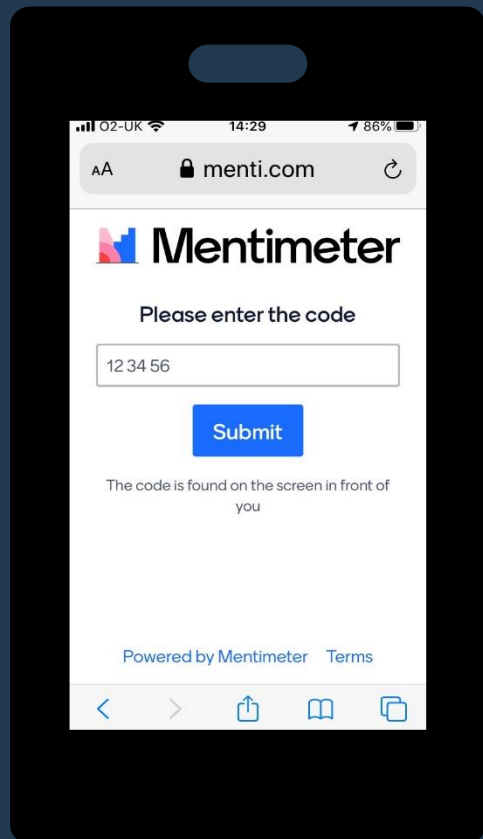 O2-UK 14:29 86%
AA menti.com
Mentimeter
Please enter the code
12 34 56
Submit
The code is found on the screen in front of
you
Powered by Mentimeter Terms